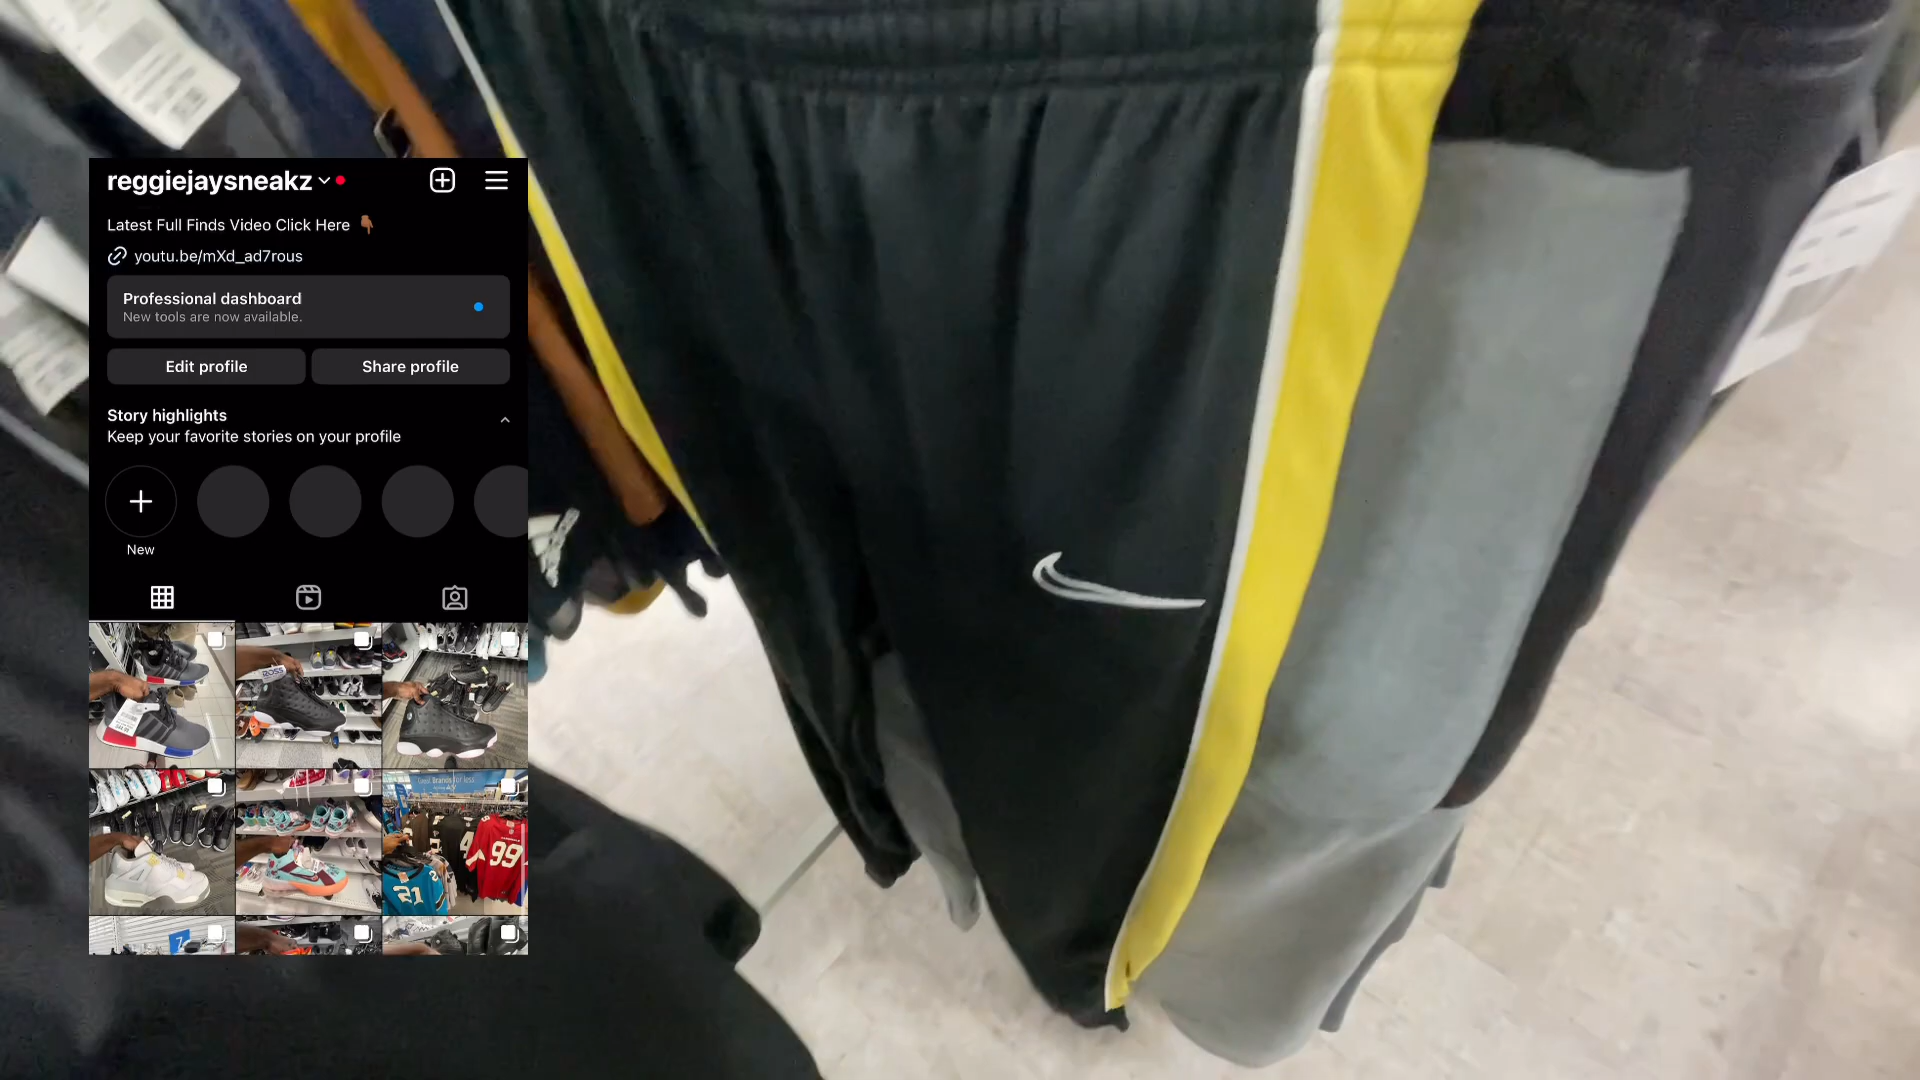 reggiejaysneakz
Latest Full Finds Video Click Here
youtu.be/mXd_ad7rous
Professional dashboard
New tools are now available.
Edit profile
Share profile
Story highlights
Keep your favorite stories on your profile
New
ROSS
99
21